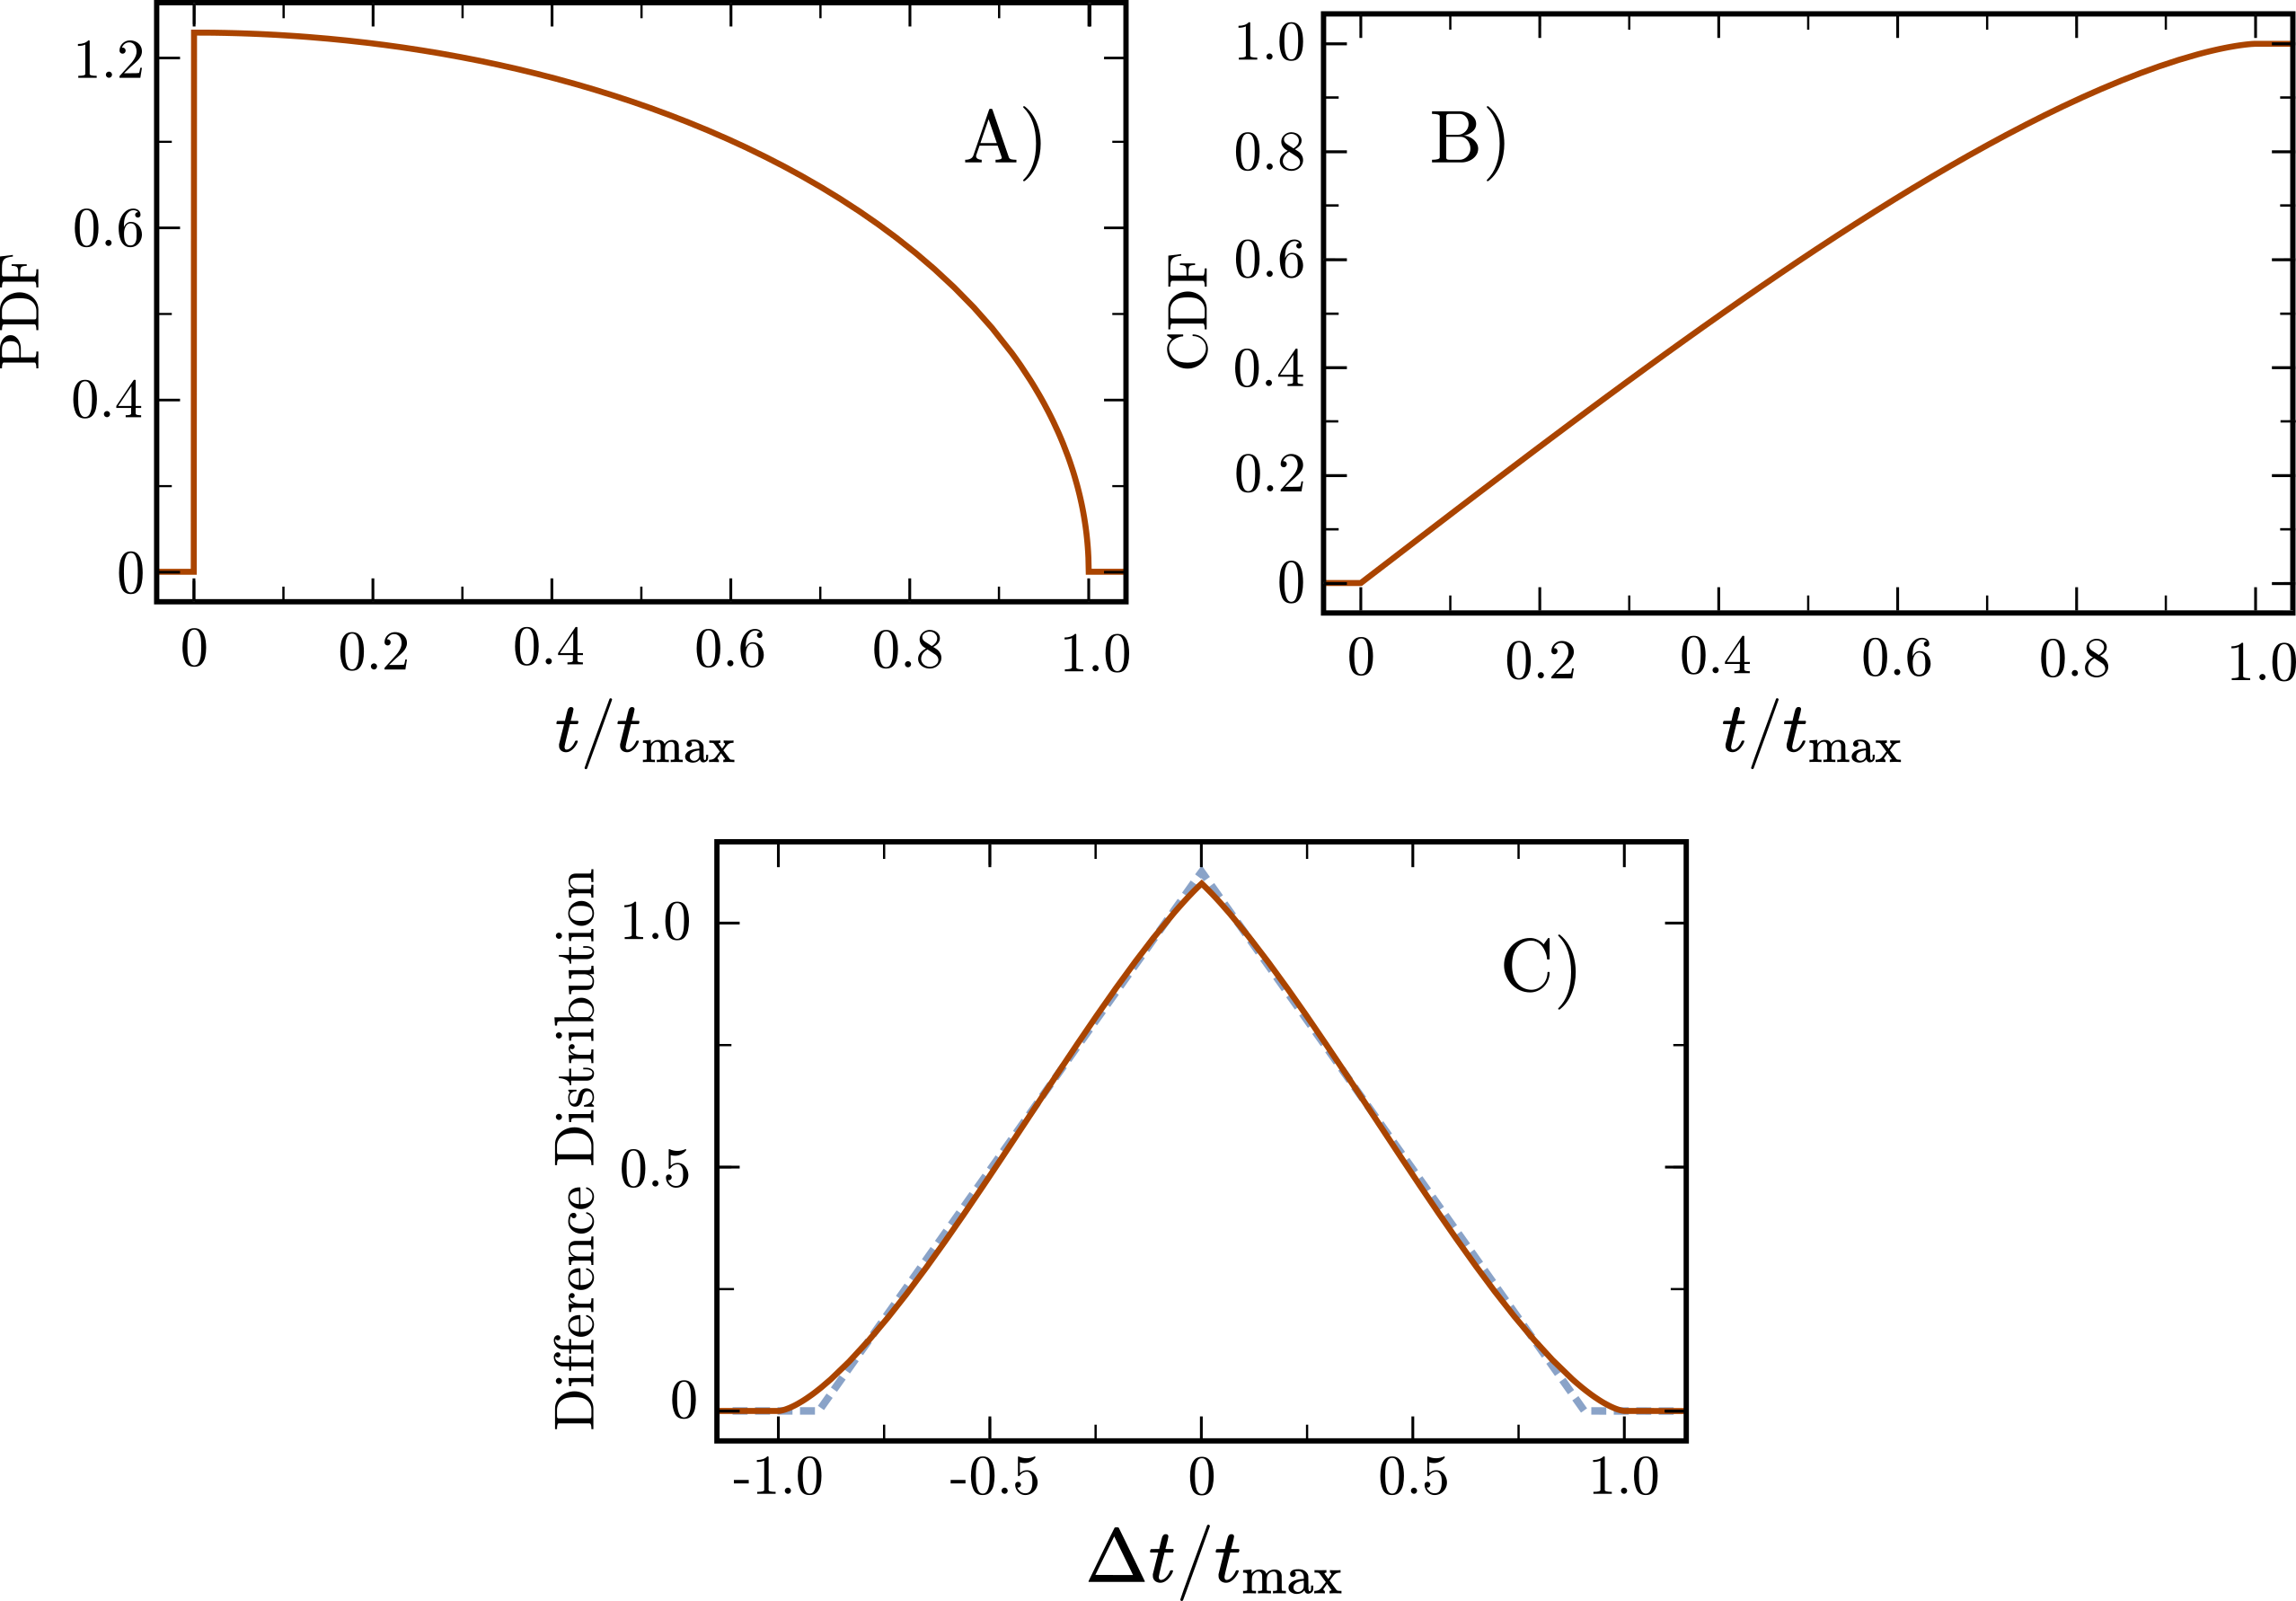 A)
PDF
1.2
0.6
0.4
0
0 0.2 0.4 0.6 0.8 1.0
t/tmax
B)
CDF
1.0
0.8
0.6
0.4
0.2
0
0 0.2 0.4 0.6 0.8 1.0
t/tmax
C)
Difference Distribution
1.0
0.5
0
-1.0 -0.5 0 0.5 1.0
Δt/tmax